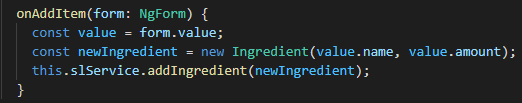 onAddItem(form: NgForm) {
const value = form.value;
const newIngredient = new Ingredient(value.name, value.amount);
this.slService.addIngredient(newIngredient);
}